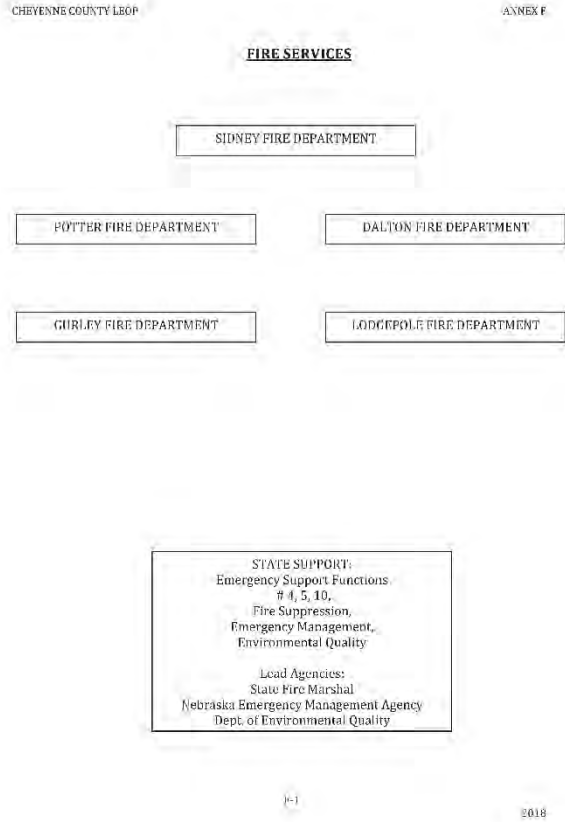 CHEYENNE COUNTY LEOP ANNEX F
FIRE SERVICES
SIDNEY FIRE DEPARTMENT
POTTER FIRE DEPARTMENT DALTON FIRE DEPARTMENT
GURLEY FIRE DEPARTMENT LODGEPOLE FIRE DEPARTMENT
STATE SUPPORT:
Emergency Support Functions
# 4, 5, 10,
Fire Suppression,
Emergency Management,
Environmental Quality
Lead Agencies:
State Fire Marshal
Nebraska Emergency Management Agency
Dept. of Environmental Quality
F-1
2018